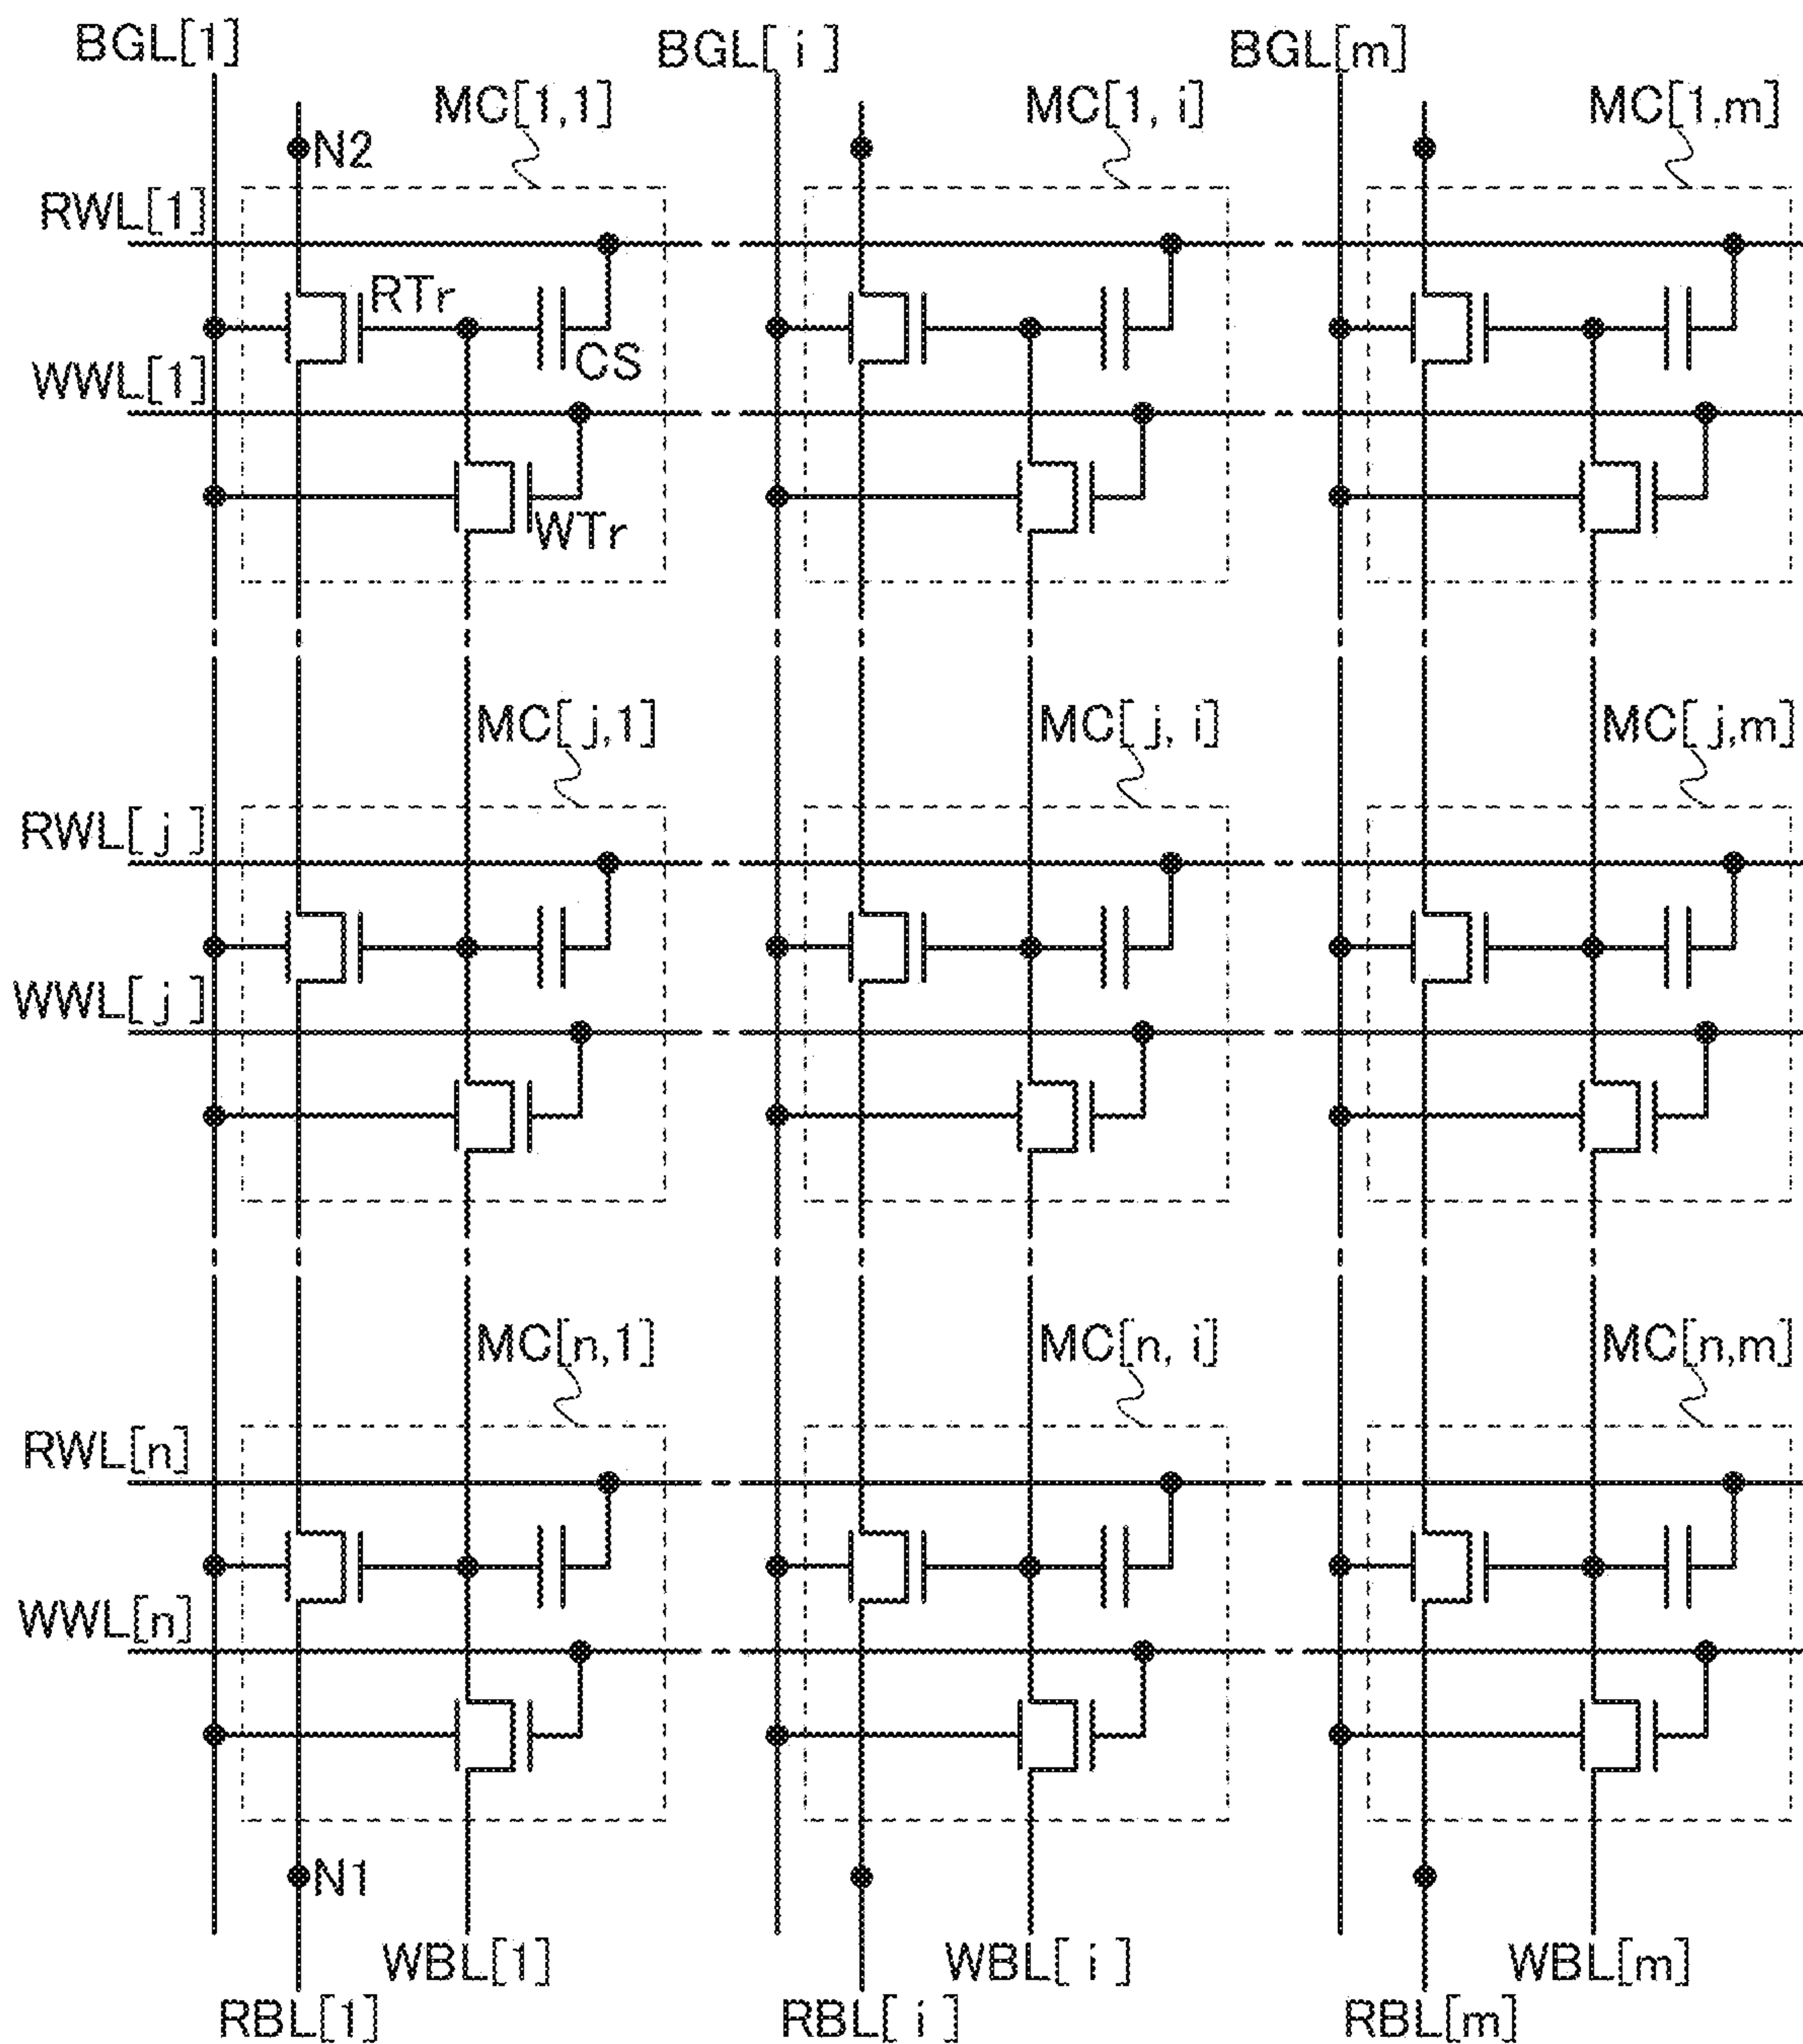 BGL[1] BGL[ i ] BGL[m]
MC[1,1] MC[1, i] MC[1,m]
N2
RWL[1]
RTr
CS
WWL[1]
WTr
MC[ j,1] MC[ j, i] MC[ j,m]
RWL[ j ]
WWL[ j ]
MC[n,1] MC[n, i] MC[n,m]
RWL[n]
WWL[n]
N1
WBL[1] WBL[ i ] WBL[m]
RBL[1] RBL[ i ] RBL[m]